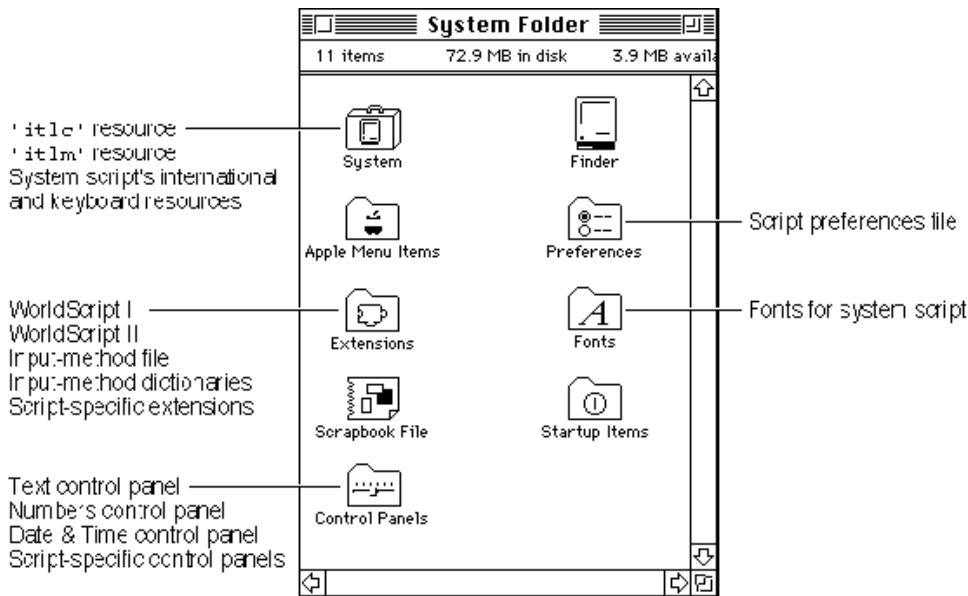 System Folder
11 items 72.9 MB in disk 3.9 MB availa
'itlc' resource
'itlm' resource
System script's international
and keyboard resources
System
Finder
Apple Menu Items
Preferences
Script preferences file
WorldScript I
WorldScript II
Input-method file
Input-method dictionaries
Script-specific extensions
Extensions
Fonts
Fonts for system script
Scrapbook File
Startup Items
Text control panel
Numbers control panel
Date & Time control panel
Script-specific control panels
Control Panels